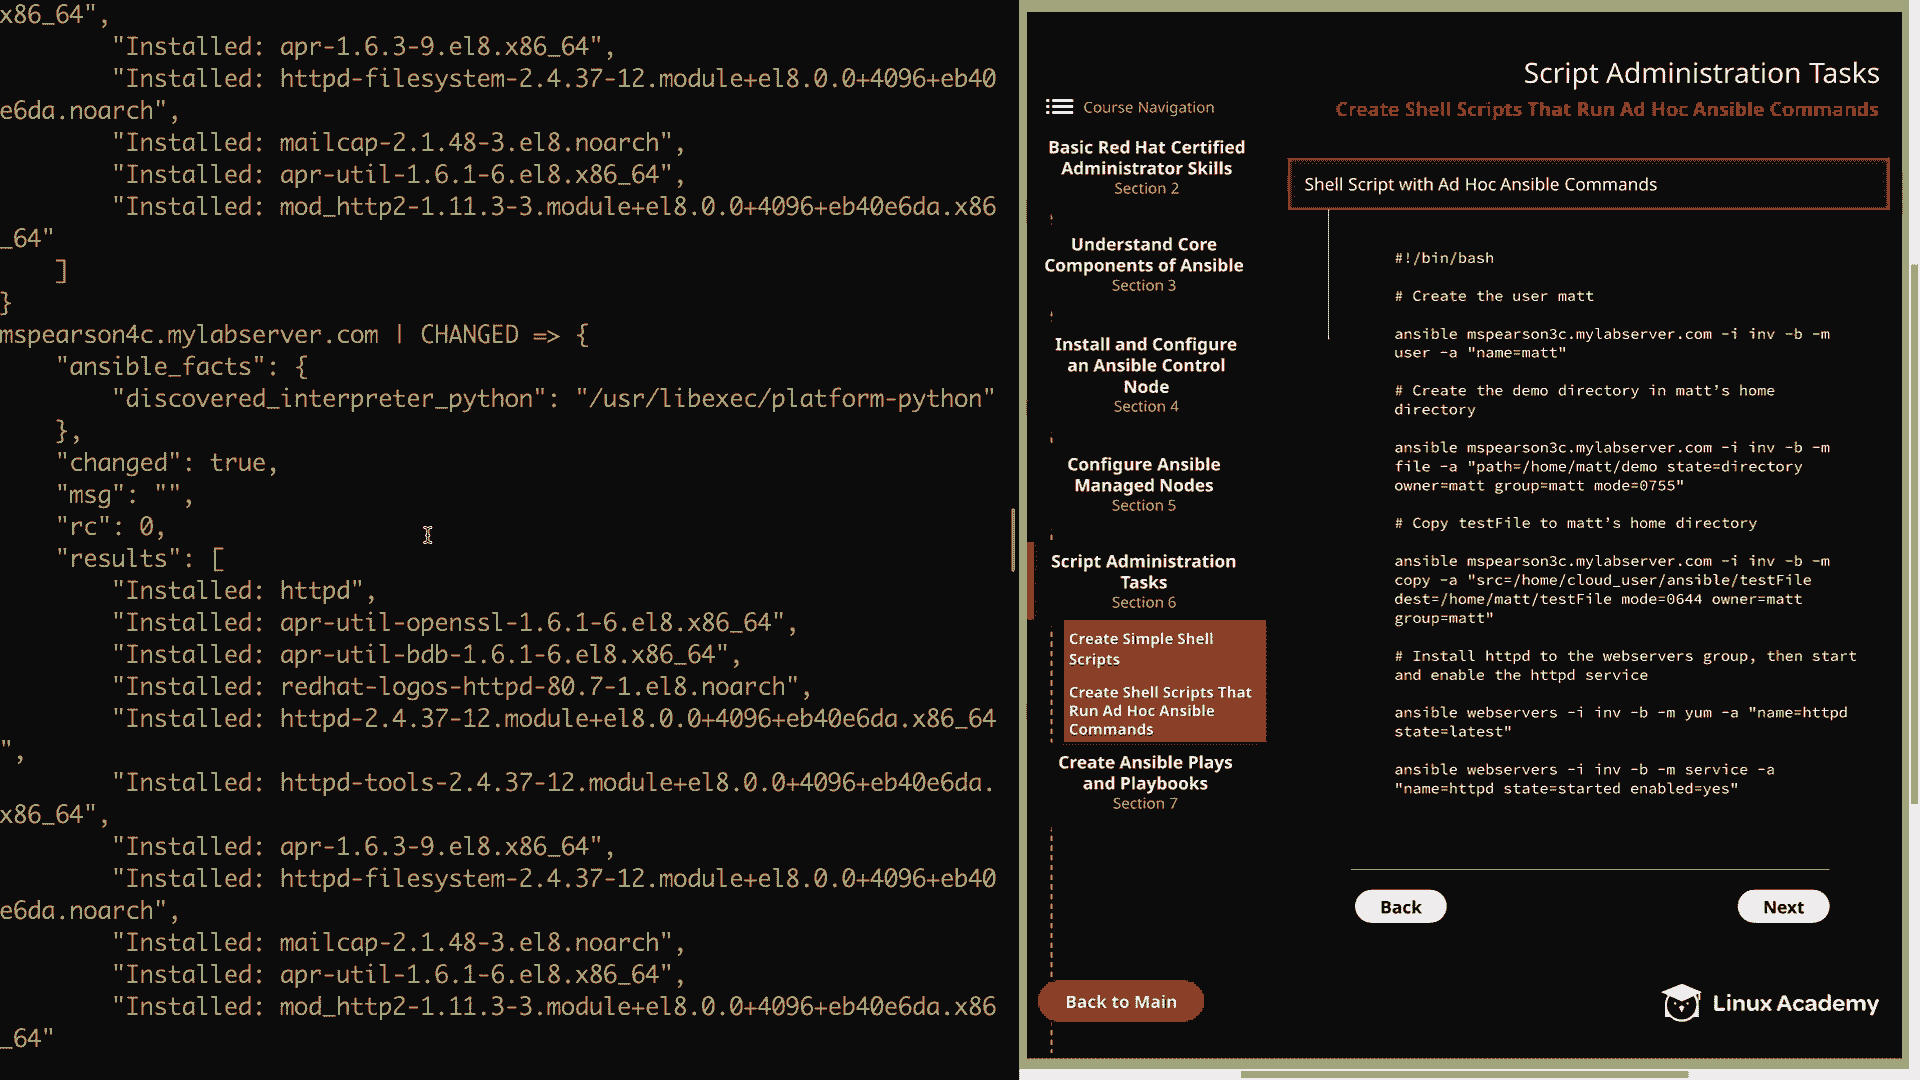 x86_64",
"Installed: apr-1.6.3-9.el8.x86_64",
"Installed: httpd-filesystem-2.4.37-12.module+el8.0.0+4096+eb40
e6da.noarch",
"Installed: mailcap-2.1.48-3.el8.noarch",
"Installed: apr-util-1.6.1-6.el8.x86_64",
"Installed: mod_http2-1.11.3-3.module+el8.0.0+4096+eb40e6da.x86
_64"
]
}
mspearson4c.mylabserver.com | CHANGED => {
"ansible_facts": {
"discovered_interpreter_python": "/usr/libexec/platform-python"
},
"changed": true,
"msg": "",
"rc": 0,
"results": [
"Installed: httpd",
"Installed: apr-util-openssl-1.6.1-6.el8.x86_64",
"Installed: apr-util-bdb-1.6.1-6.el8.x86_64",
"Installed: redhat-logos-httpd-80.7-1.el8.noarch",
"Installed: httpd-2.4.37-12.module+el8.0.0+4096+eb40e6da.x86_64
",
"Installed: httpd-tools-2.4.37-12.module+el8.0.0+4096+eb40e6da.
x86_64",
"Installed: apr-1.6.3-9.el8.x86_64",
"Installed: httpd-filesystem-2.4.37-12.module+el8.0.0+4096+eb40
e6da.noarch",
"Installed: mailcap-2.1.48-3.el8.noarch",
"Installed: apr-util-1.6.1-6.el8.x86_64",
"Installed: mod_http2-1.11.3-3.module+el8.0.0+4096+eb40e6da.x86
_64"
Script Administration Tasks
Create Shell Scripts That Run Ad Hoc Ansible Commands
Course Navigation
Basic Red Hat Certified
Administrator Skills
Section 2
Understand Core
Components of Ansible
Section 3
Install and Configure
an Ansible Control
Node
Section 4
Configure Ansible
Managed Nodes
Section 5
Script Administration
Tasks
Section 6
Create Simple Shell
Scripts
Create Shell Scripts That
Run Ad Hoc Ansible
Commands
Create Ansible Plays
and Playbooks
Section 7
Back to Main
Shell Script with Ad Hoc Ansible Commands
#!/bin/bash
# Create the user matt
ansible mspearson3c.mylabserver.com -i inv -b -m
user -a "name=matt"
# Create the demo directory in matt’s home
directory
ansible mspearson3c.mylabserver.com -i inv -b -m
file -a "path=/home/matt/demo state=directory
owner=matt group=matt mode=0755"
# Copy testFile to matt’s home directory
ansible mspearson3c.mylabserver.com -i inv -b -m
copy -a "src=/home/cloud_user/ansible/testFile
dest=/home/matt/testFile mode=0644 owner=matt
group=matt"
# Install httpd to the webservers group, then start
and enable the httpd service
ansible webservers -i inv -b -m yum -a "name=httpd
state=latest"
ansible webservers -i inv -b -m service -a
"name=httpd state=started enabled=yes"
Back
Next
Linux Academy